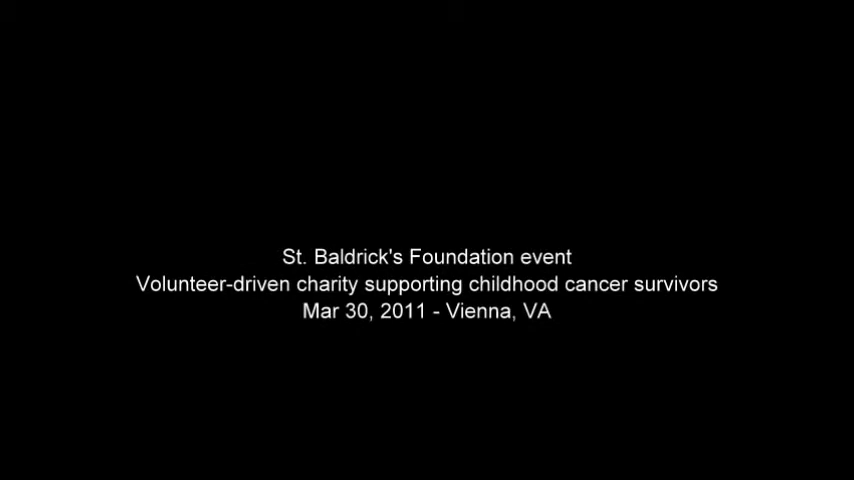 St. Baldrick's Foundation event
Volunteer-driven charity supporting childhood cancer survivors
Mar 30, 2011 - Vienna, VA